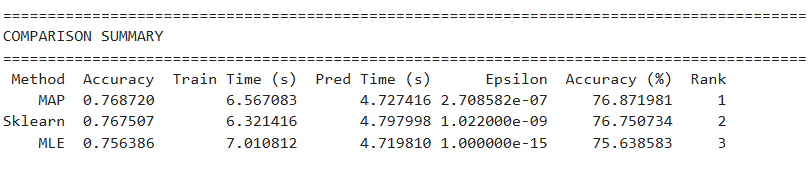 ==========================================================================================
COMPARISON SUMMARY
==========================================================================================
Method Accuracy Train Time (s) Pred Time (s) Epsilon Accuracy (%) Rank
MAP 0.768720 6.567083 4.727416 2.708582e-07 76.871981 1
Sklearn 0.767507 6.321416 4.797998 1.022000e-09 76.750734 2
MLE 0.756386 7.010812 4.719810 1.000000e-15 75.638583 3